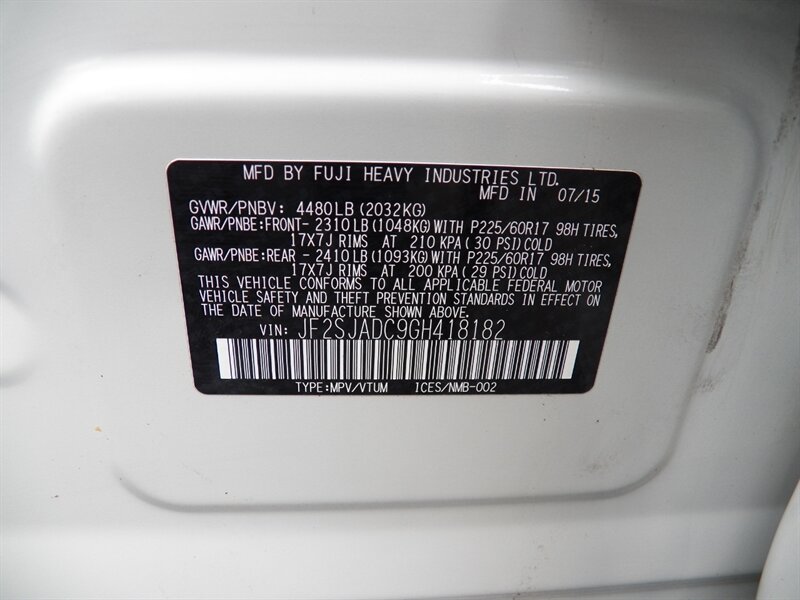 MFD BY FUJI HEAVY INDUSTRIES LTD.
MFD IN 07/15
GVWR/PNBV: 4480LB(2032KG)
GAWR/PNBE:FRONT- 2310LB(1048KG)WITH P225/60R17 98H TIRES,
17X7J RIMS AT 210 KPA( 30 PSI)COLD
GAWR/PNBE:REAR - 2410LB(1093KG)WITH P225/60R17 98H TIRES,
17X7J RIMS AT 200 KPA( 29 PSI)COLD
THIS VEHICLE CONFORMS TO ALL APPLICABLE FEDERAL MOTOR
VEHICLE SAFETY AND THEFT PREVENTION STANDARDS IN EFFECT ON
THE DATE OF MANUFACTURE SHOWN ABOVE.
VIN: JF2SJADC9GH418182
TYPE:MPV/VTUM ICES/NMB-002